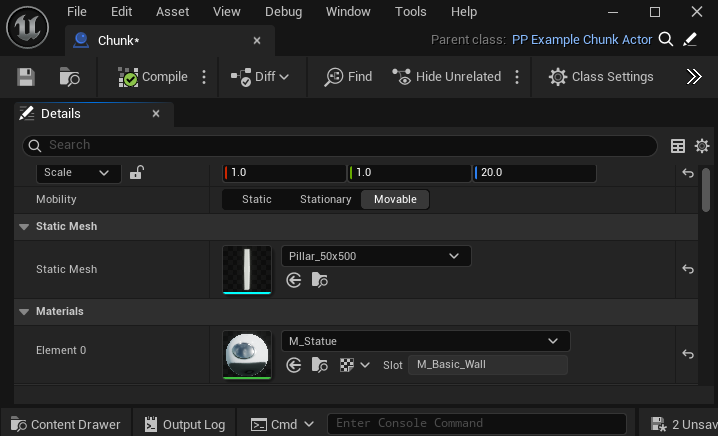 File Edit Asset View Debug Window Tools Help
Chunk*
Parent class: PP Example Chunk Actor
Compile Diff Find Hide Unrelated Class Settings
Details
Search
Scale 1.0 1.0 20.0
Mobility Static Stationary Movable
Static Mesh
Static Mesh Pillar_50x500
Materials
Element 0 M_Statue
Slot M_Basic_Wall
Content Drawer Output Log Cmd Enter Console Command 2 Unsav